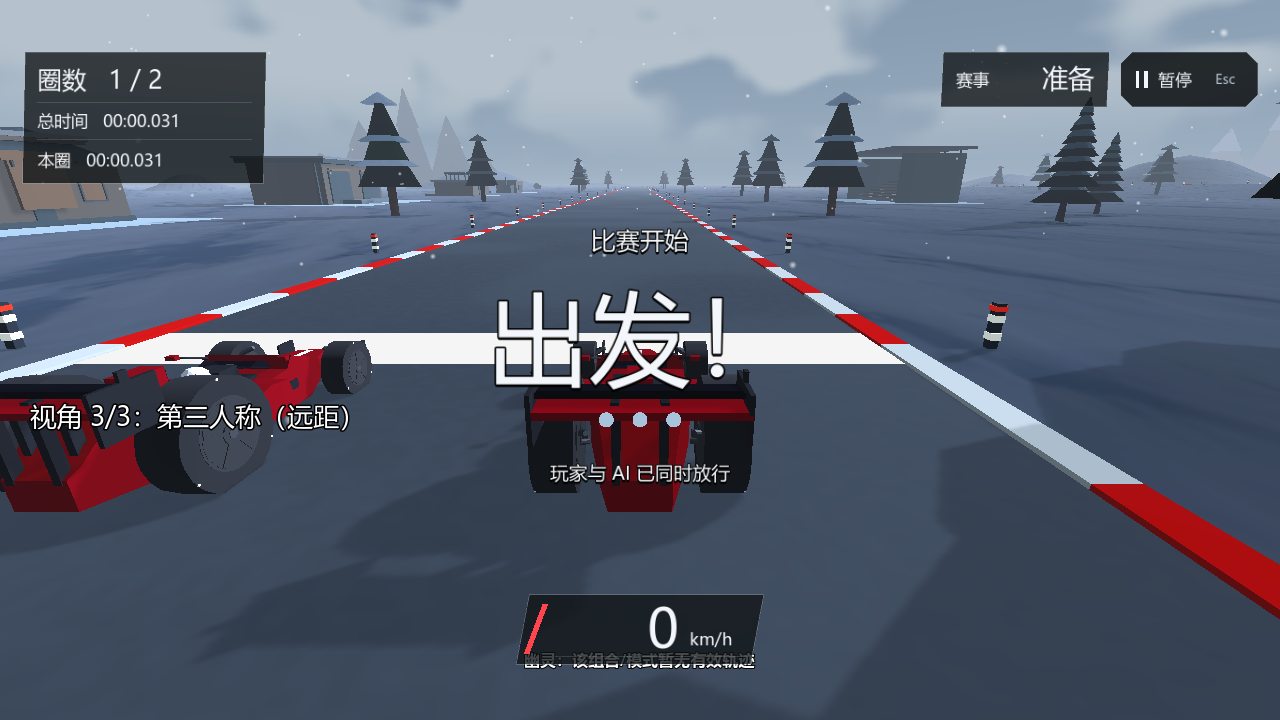 圈数 1 / 2
总时间 00:00.031
本圈 00:00.031
赛事 准备
暂停 Esc
比赛开始
出发!
视角 3/3：第三人称（远距）
玩家与 AI 已同时放行
0 km/h
幽灵：该组合/模式暂无有效轨迹